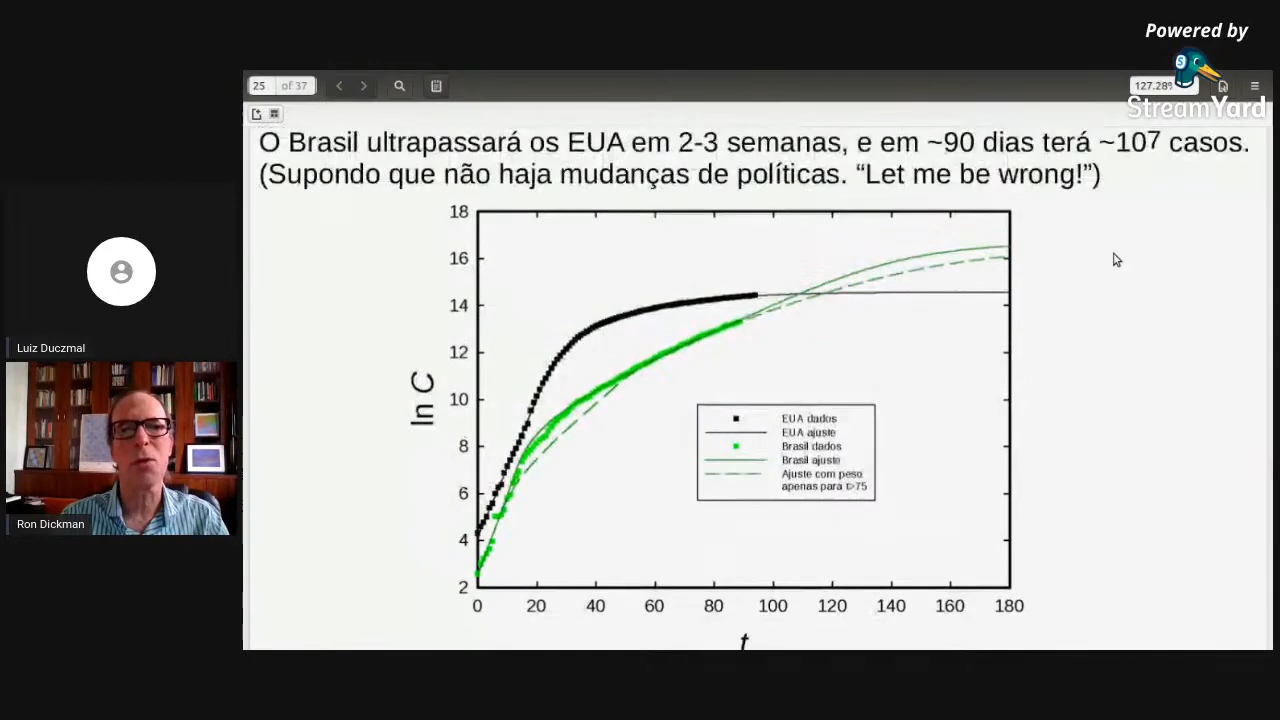 Powered by
StreamYard
25 of 37
127.28%
O Brasil ultrapassará os EUA em 2-3 semanas, e em ~90 dias terá ~107 casos.
(Supondo que não haja mudanças de políticas. “Let me be wrong!”)
18
16
14
12
10
8
6
4
2
ln C
EUA dados
EUA ajuste
Brasil dados
Brasil ajuste
Ajuste com peso
apenas para t>75
0 20 40 60 80 100 120 140 160 180
t
Luiz Duczmal
Ron Dickman